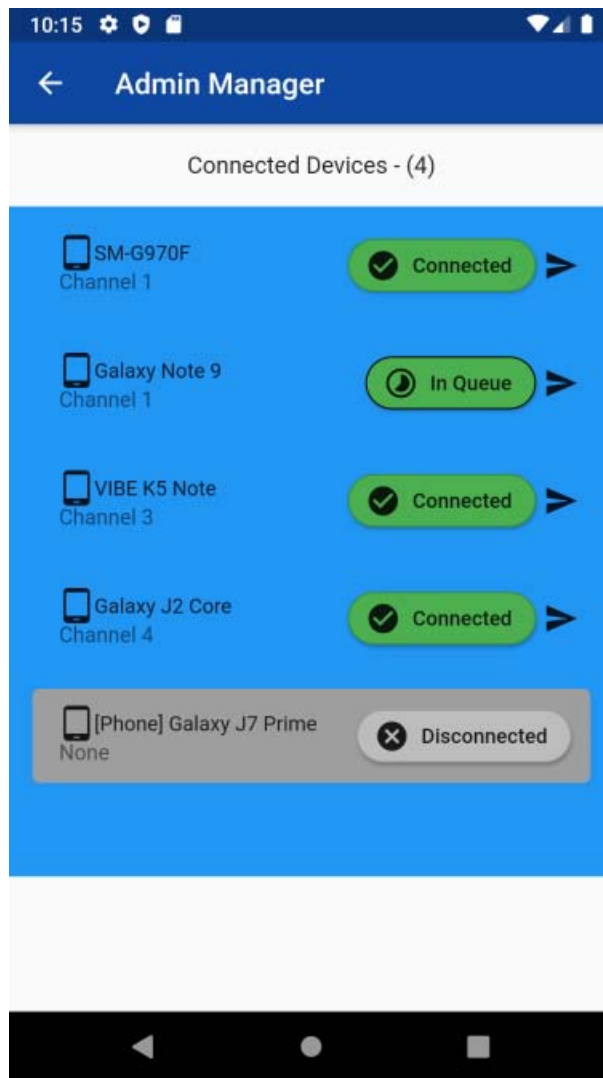 10:15
Admin Manager
Connected Devices - (4)
SM-G970F
Channel 1
Connected
Galaxy Note 9
Channel 1
In Queue
VIBE K5 Note
Channel 3
Connected
Galaxy J2 Core
Channel 4
Connected
[Phone] Galaxy J7 Prime
None
Disconnected